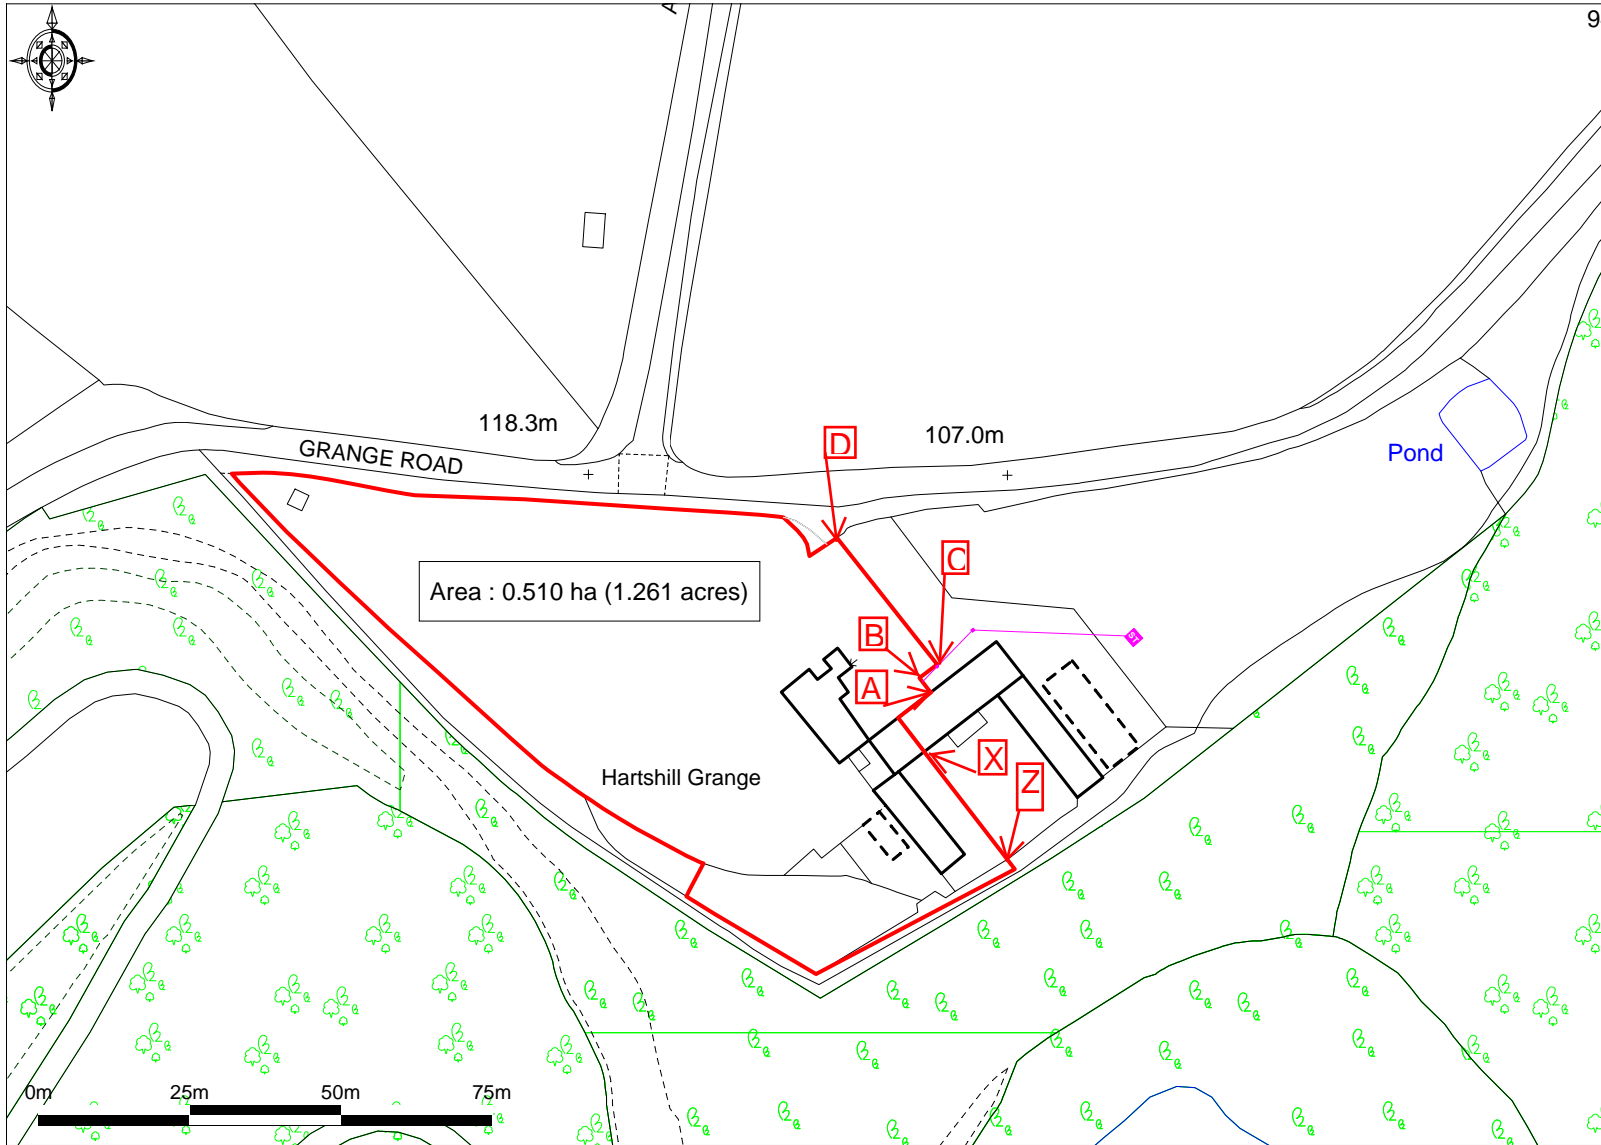 A
9
118.3m
D
107.0m
GRANGE ROAD
Pond
C
Area : 0.510 ha (1.261 acres)
B
ST
A
X
Hartshill Grange
Z
0m 25m 50m 75m